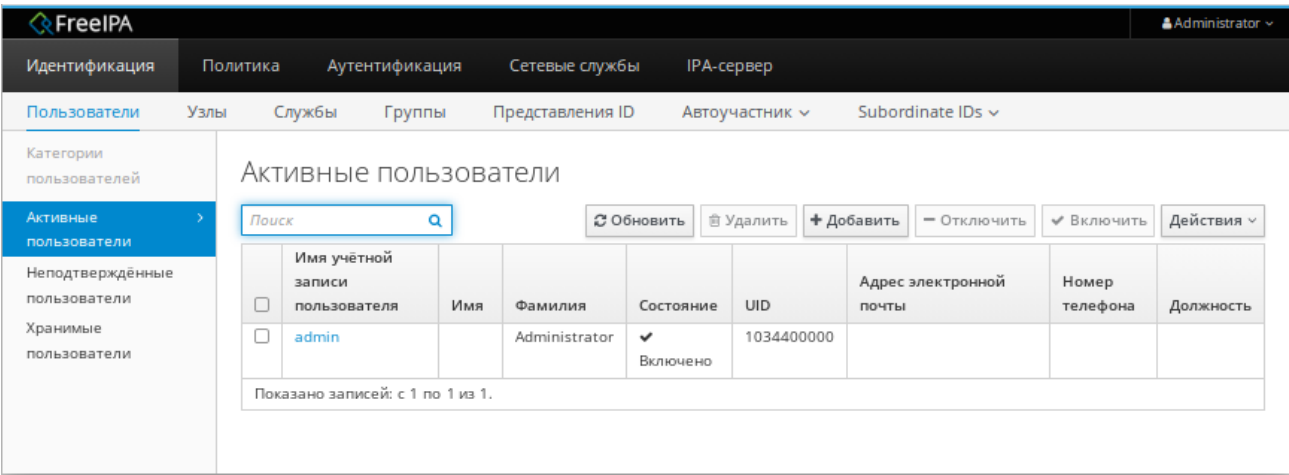 FreeIPA
Administrator
Идентификация Политика Аутентификация Сетевые службы IPA-сервер
Пользователи Узлы Службы Группы Представления ID Автоучастник Subordinate IDs
Категории
пользователей
Активные
пользователи
Неподтверждённые
пользователи
Хранимые
пользователи
Активные пользователи
Поиск
Обновить Удалить Добавить Отключить Включить Действия
Имя учётной
записи
пользователя
Имя
Фамилия
Состояние
UID
Адрес электронной
почты
Номер
телефона
Должность
admin
Administrator
Включено
1034400000
Показано записей: с 1 по 1 из 1.